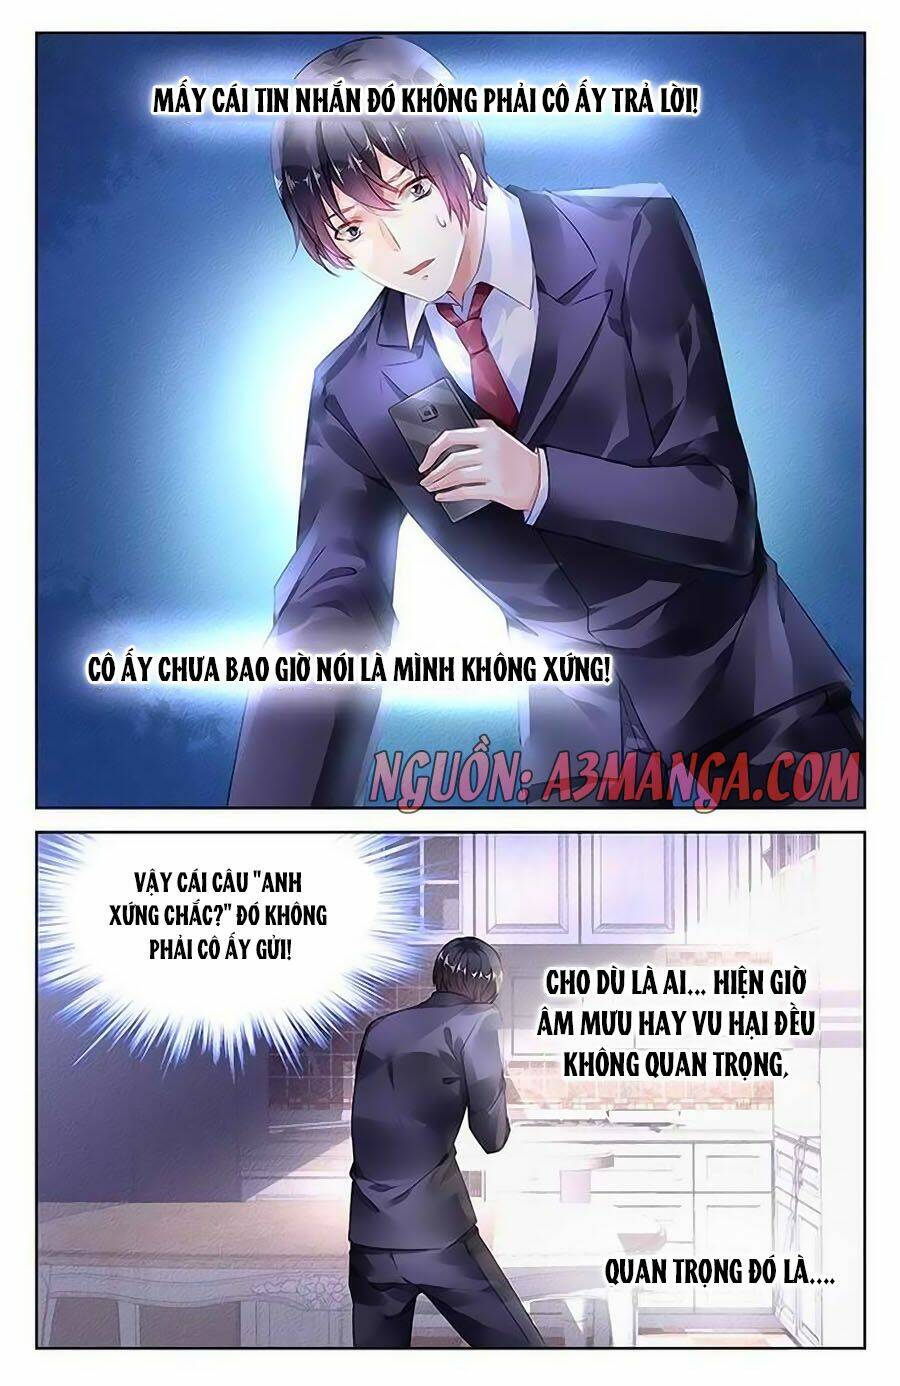 MẤY CÁI TIN NHẮN ĐÓ KHÔNG PHẢI CÔ ẤY TRẢ LỜI!
CÔ ẤY CHƯA BAO GIỜ NÓI LÀ MÌNH KHÔNG XỨNG!
NGUỒN: A3MANGA.COM
VẬY CÁI CÂU "ANH
XỨNG CHẮC?" ĐÓ KHÔNG
PHẢI CÔ ẤY GỬI!
CHO DÙ LÀ AI... HIỆN GIỜ
ÂM MƯU HAY VU HẠI ĐỀU
KHÔNG QUAN TRỌNG,
QUAN TRỌNG ĐÓ LÀ....